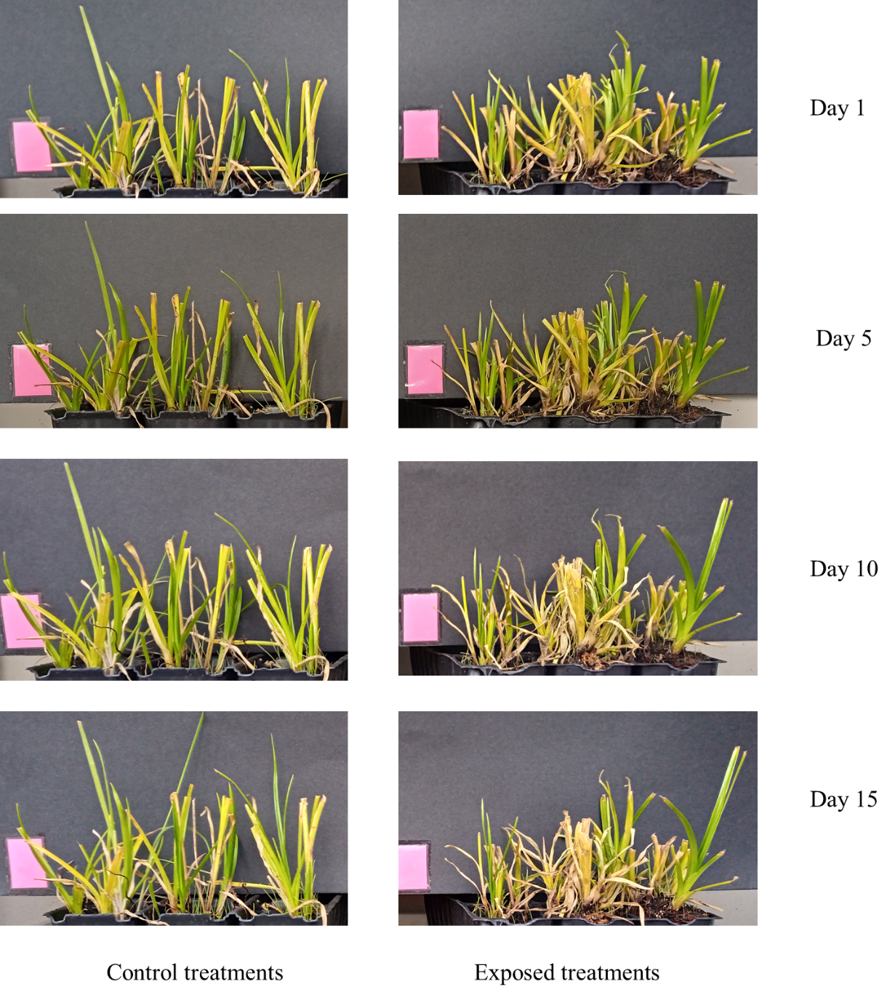 Day 1
Day 5
Day 10
Day 15
Control treatments
Exposed treatments